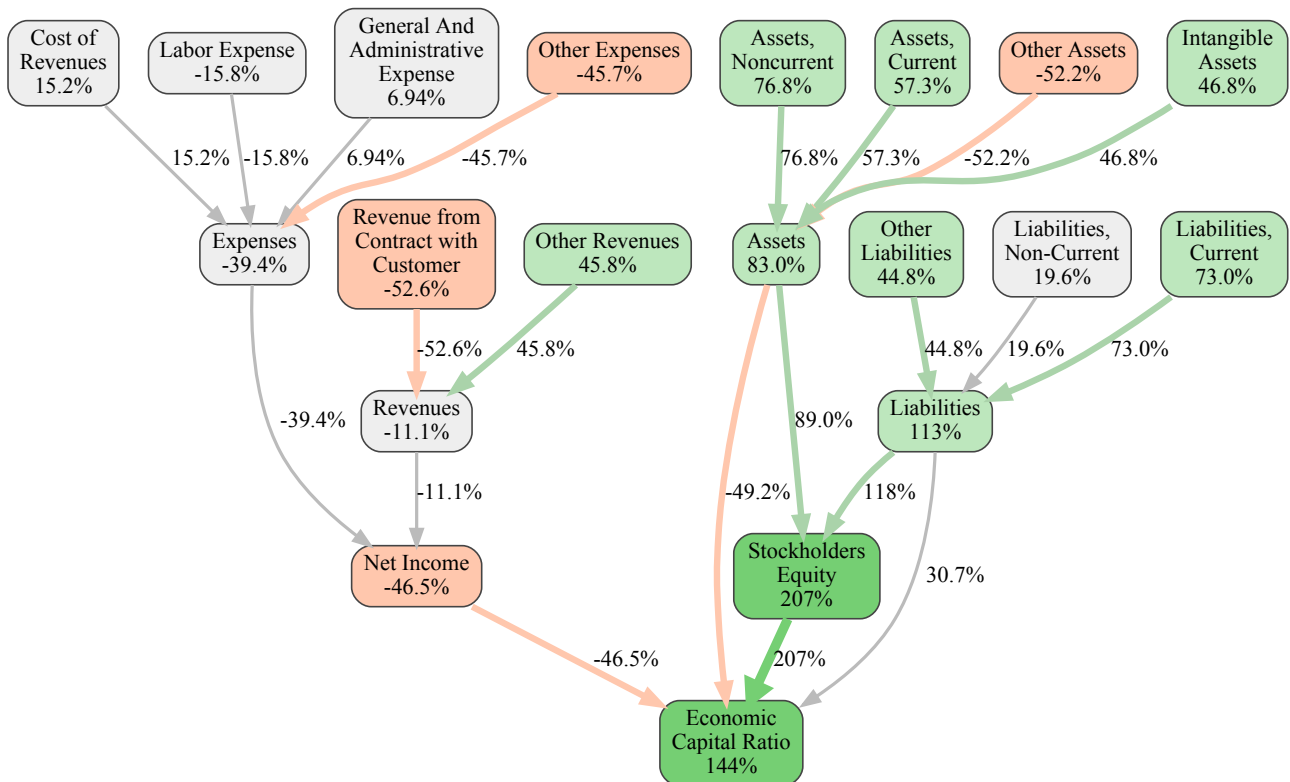 Cost of
Revenues
15.2%
Labor Expense
-15.8%
General And
Administrative
Expense
6.94%
Other Expenses
-45.7%
Assets,
Noncurrent
76.8%
Assets,
Current
57.3%
Other Assets
-52.2%
Intangible
Assets
46.8%
15.2%
-15.8%
6.94%
-45.7%
76.8%
57.3%
-52.2%
46.8%
Expenses
-39.4%
Revenue from
Contract with
Customer
-52.6%
Other Revenues
45.8%
Assets
83.0%
Other
Liabilities
44.8%
Liabilities,
Non-Current
19.6%
Liabilities,
Current
73.0%
-52.6%
45.8%
44.8%
19.6%
73.0%
-39.4%
Revenues
-11.1%
89.0%
Liabilities
113%
-11.1%
-49.2%
118%
Net Income
-46.5%
Stockholders
Equity
207%
30.7%
-46.5%
207%
Economic
Capital Ratio
144%